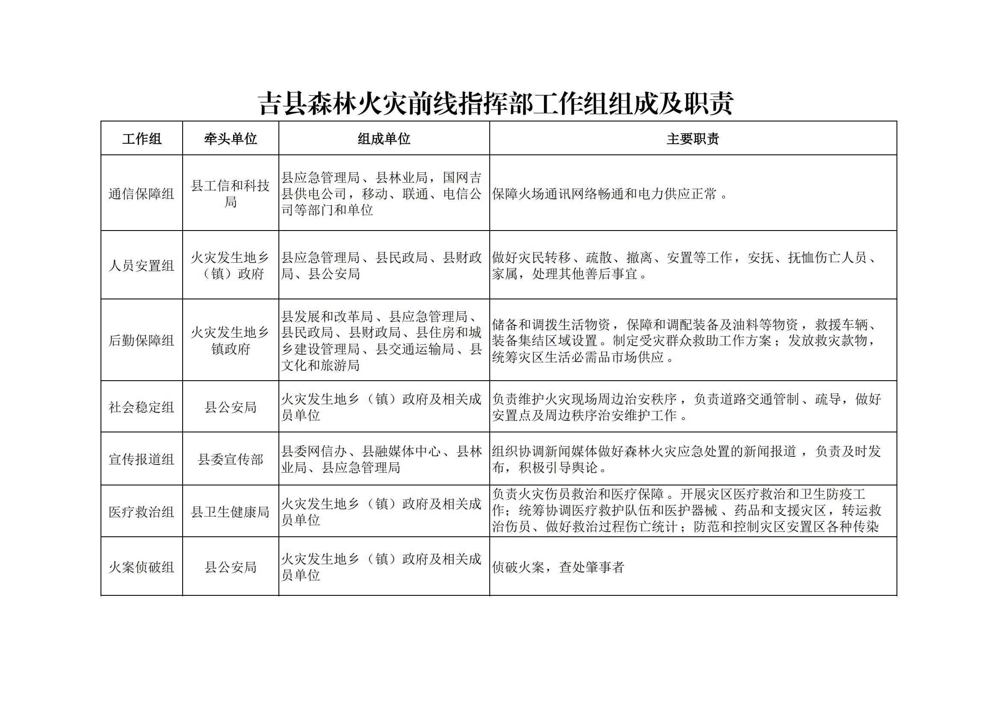 吉县森林火灾前线指挥部工作组组成及职责
工作组
牵头单位
组成单位
主要职责
通信保障组
县工信和科技
局
县应急管理局、县林业局，国网吉
县供电公司，移动、联通、电信公
司等部门和单位
保障火场通讯网络畅通和电力供应正常。
人员安置组
火灾发生地乡
（镇）政府
县应急管理局、县民政局、县财政
局、县公安局
做好灾民转移、疏散、撤离、安置等工作，安抚、抚恤伤亡人员、
家属，处理其他善后事宜。
后勤保障组
火灾发生地乡
镇政府
县发展和改革局、县应急管理局、
县民政局、县财政局、县住房和城
乡建设管理局、县交通运输局、县
文化和旅游局
储备和调拨生活物资，保障和调配装备及油料等物资，救援车辆、
装备集结区域设置。制定受灾群众救助工作方案；发放救灾款物，
统筹灾区生活必需品市场供应。
社会稳定组
县公安局
火灾发生地乡（镇）政府及相关成
员单位
负责维护火灾现场周边治安秩序，负责道路交通管制、疏导，做好
安置点及周边秩序治安维护工作。
宣传报道组
县委宣传部
县委网信办、县融媒体中心、县林
业局、县应急管理局
组织协调新闻媒体做好森林火灾应急处置的新闻报道，负责及时发
布，积极引导舆论。
医疗救治组
县卫生健康局
火灾发生地乡（镇）政府及相关成
员单位
负责火灾伤员救治和医疗保障。开展灾区医疗救治和卫生防疫工
作；统筹协调医疗救护队伍和医护器械、药品和支援灾区，转运救
治伤员、做好救治过程伤亡统计；防范和控制灾区安置区各种传染
火案侦破组
县公安局
火灾发生地乡（镇）政府及相关成
员单位
侦破火案，查处肇事者